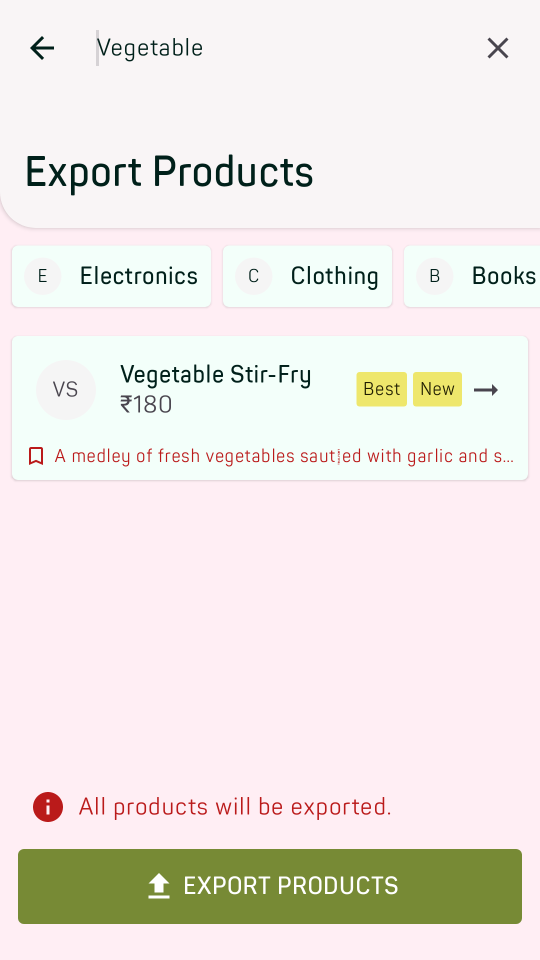 Vegetable
Export Products
E Electronics
C Clothing
B Books
VS
Vegetable Stir-Fry
₹180
Best
New
A medley of fresh vegetables saut¦ed with garlic and s...
All products will be exported.
EXPORT PRODUCTS